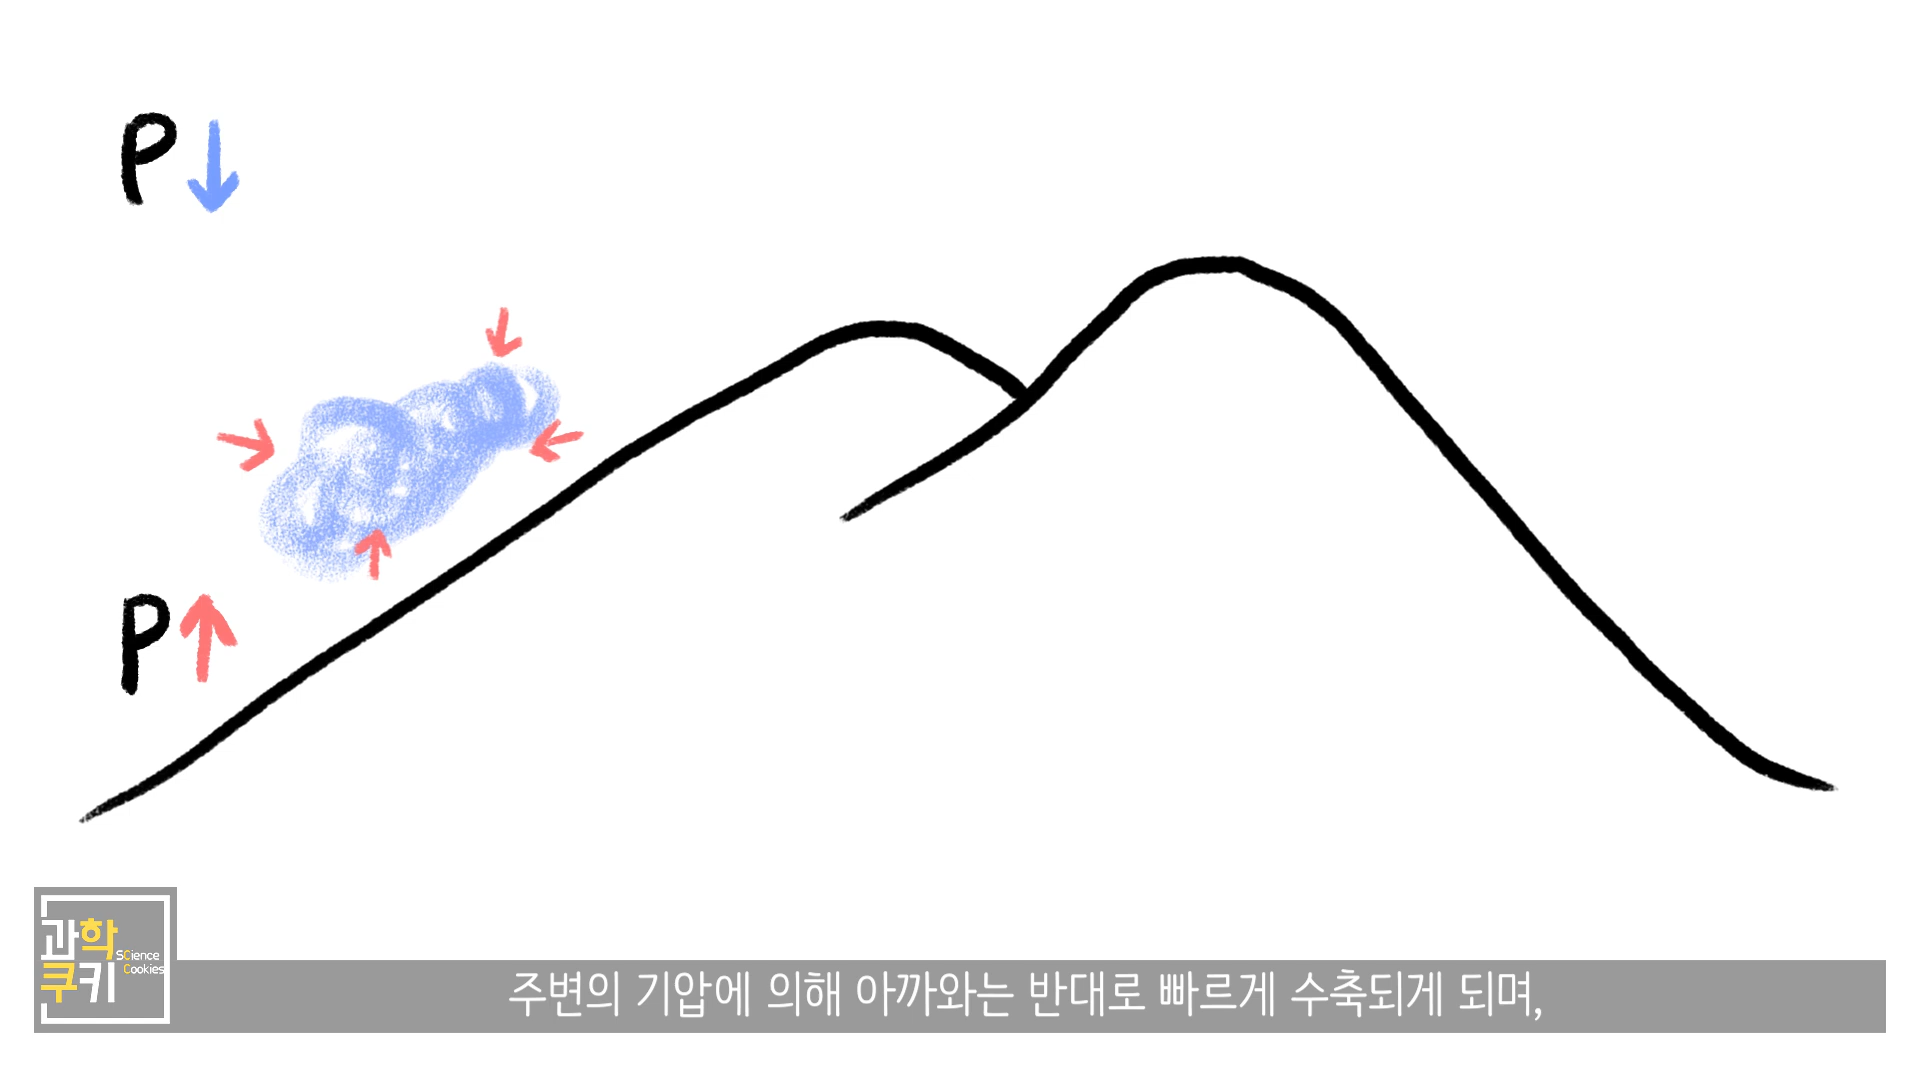 P
P
과학
쿠키
SCience
Cookies
주변의 기압에 의해 아까와는 반대로 빠르게 수축되게 되며,